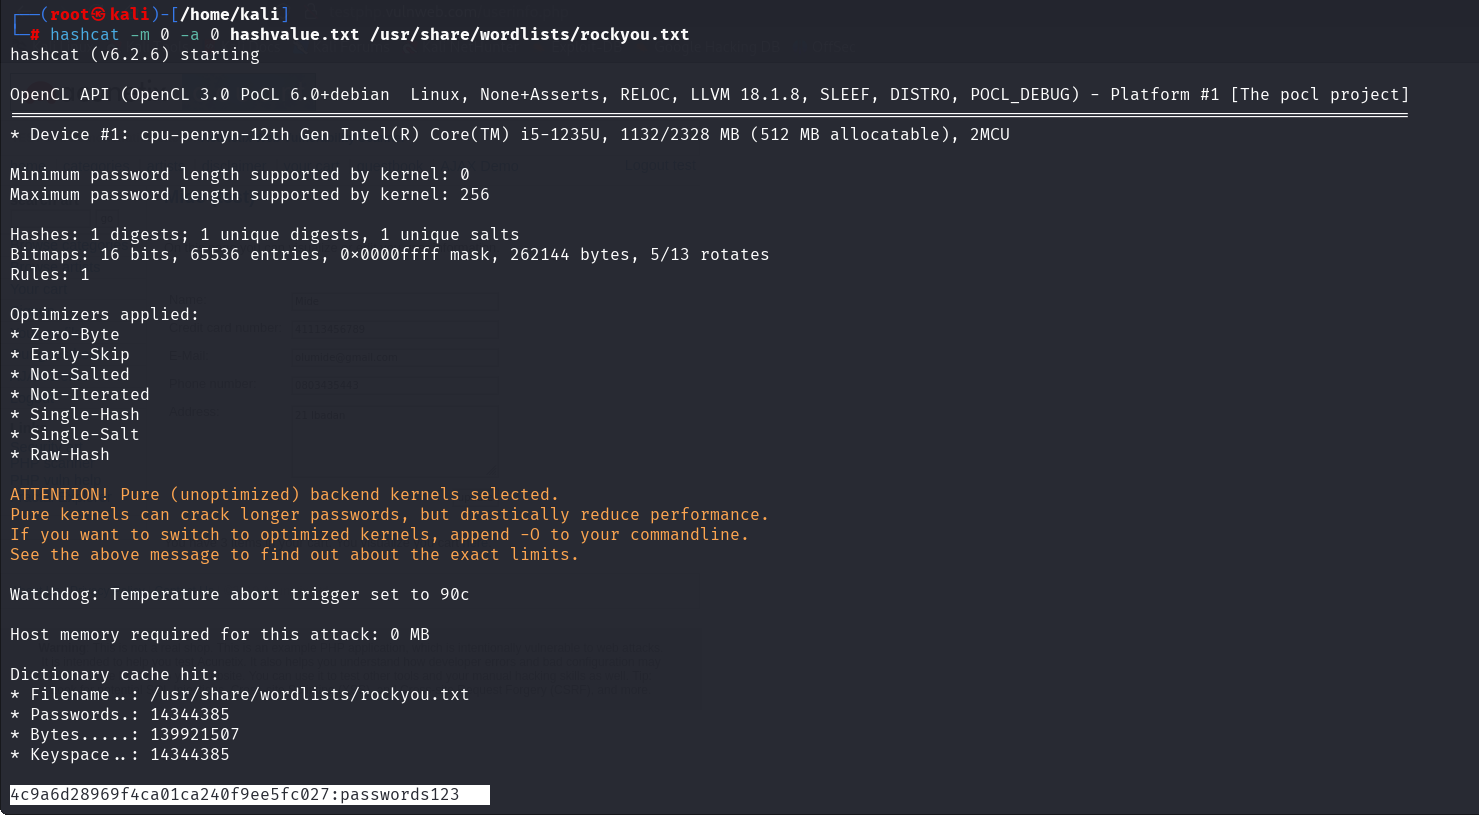 ┌──(root㉿kali)-[/home/kali]
└─# hashcat -m 0 -a 0 hashvalue.txt /usr/share/wordlists/rockyou.txt
hashcat (v6.2.6) starting
OpenCL API (OpenCL 3.0 PoCL 6.0+debian  Linux, None+Asserts, RELOC, LLVM 18.1.8, SLEEF, DISTRO, POCL_DEBUG) - Platform #1 [The pocl project]
* Device #1: cpu-penryn-12th Gen Intel(R) Core(TM) i5-1235U, 1132/2328 MB (512 MB allocatable), 2MCU
Minimum password length supported by kernel: 0
Maximum password length supported by kernel: 256
Hashes: 1 digests; 1 unique digests, 1 unique salts
Bitmaps: 16 bits, 65536 entries, 0x0000ffff mask, 262144 bytes, 5/13 rotates
Rules: 1
Optimizers applied:
* Zero-Byte
* Early-Skip
* Not-Salted
* Not-Iterated
* Single-Hash
* Single-Salt
* Raw-Hash
ATTENTION! Pure (unoptimized) backend kernels selected.
Pure kernels can crack longer passwords, but drastically reduce performance.
If you want to switch to optimized kernels, append -O to your commandline.
See the above message to find out about the exact limits.
Watchdog: Temperature abort trigger set to 90c
Host memory required for this attack: 0 MB
Dictionary cache hit:
* Filename..: /usr/share/wordlists/rockyou.txt
* Passwords.: 14344385
* Bytes.....: 139921507
* Keyspace..: 14344385
4c9a6d28969f4ca01ca240f9ee5fc027:passwords123